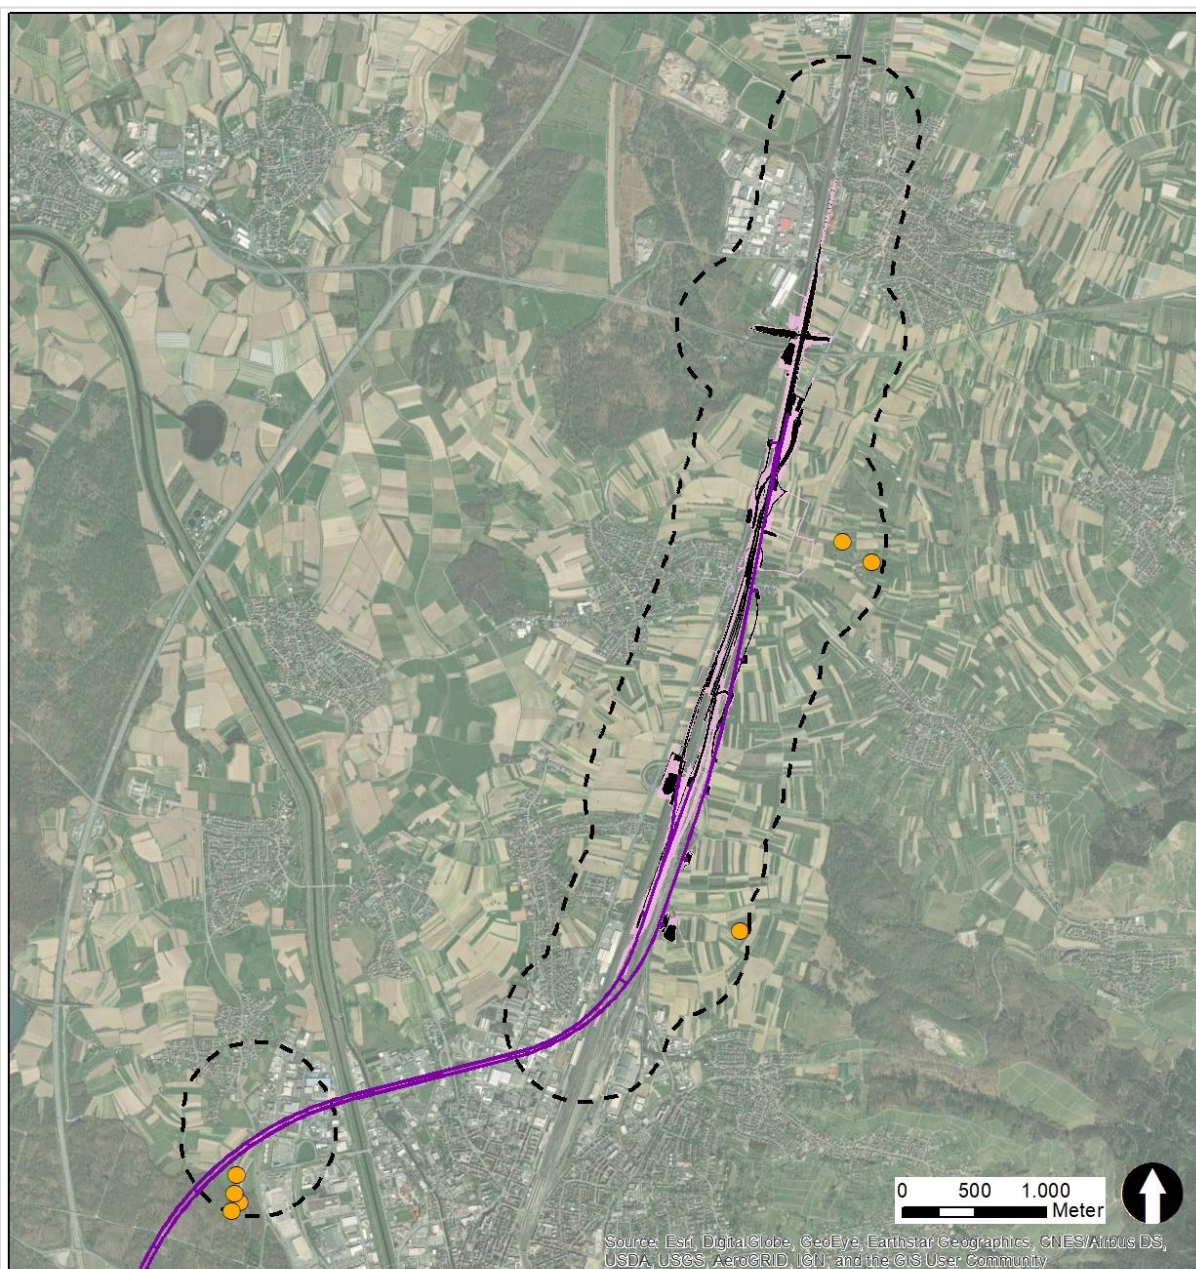 0 500 1.000
Meter
Source: Esri, DigitalGlobe, GeoEye, Earthstar Geographics, CNES/Airbus DS,
USDA, USGS, AeroGRID, IGN, and the GIS User Community